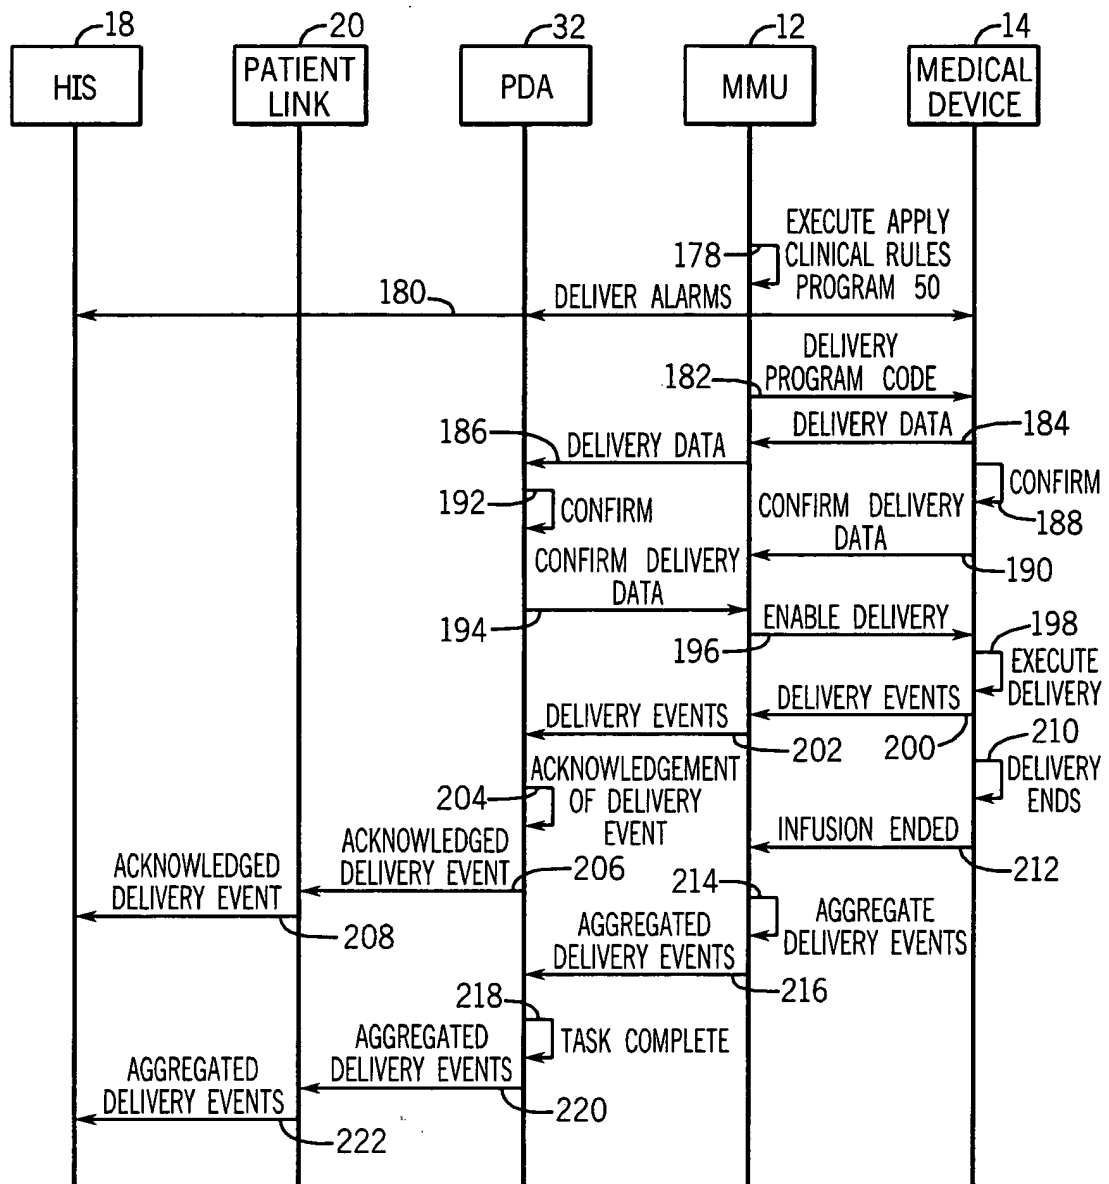 18
20
32
12
14
HIS
PATIENT
LINK
PDA
MMU
MEDICAL
DEVICE
178
EXECUTE APPLY
CLINICAL RULES
PROGRAM 50
180
DELIVER ALARMS
182
DELIVERY
PROGRAM CODE
186
DELIVERY DATA
DELIVERY DATA
184
192
CONFIRM
CONFIRM
188
CONFIRM DELIVERY
DATA
190
CONFIRM DELIVERY
DATA
194
ENABLE DELIVERY
196
198
EXECUTE
DELIVERY
DELIVERY EVENTS
200
DELIVERY EVENTS
202
210
DELIVERY
ENDS
204
ACKNOWLEDGEMENT
OF DELIVERY
EVENT
INFUSION ENDED
212
ACKNOWLEDGED
DELIVERY EVENT
206
ACKNOWLEDGED
DELIVERY EVENT
208
214
AGGREGATE
DELIVERY EVENTS
AGGREGATED
DELIVERY EVENTS
216
218
TASK COMPLETE
AGGREGATED
DELIVERY EVENTS
220
AGGREGATED
DELIVERY EVENTS
222